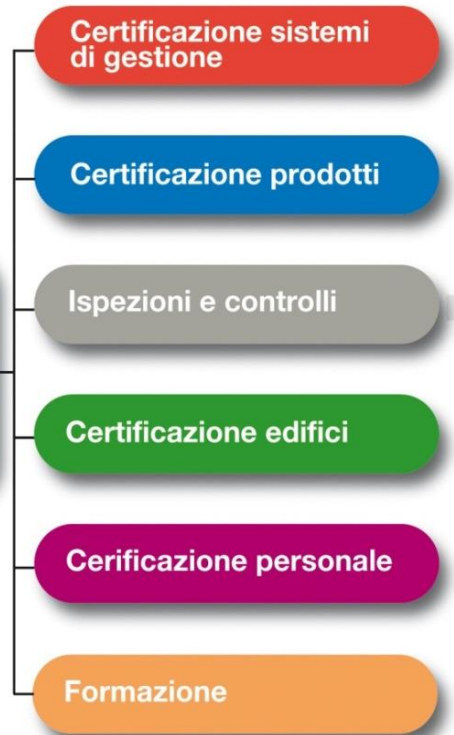 Certificazione sistemi
di gestione
Certificazione prodotti
Ispezioni e controlli
Certificazione edifici
Cerificazione personale
Formazione